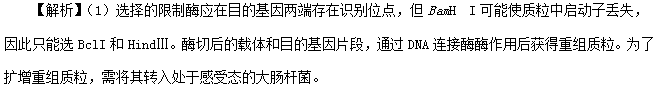 【解析】（1）选择的限制酶应在目的基因两端存在识别位点，但 BamH Ⅰ可能使质粒中启动子丢失，
因此只能选 BclI 和 HindⅢ。酶切后的载体和目的基因片段，通过 DNA 连接酶酶作用后获得重组质粒。为了
扩增重组质粒，需将其转入处于感受态的大肠杆菌。